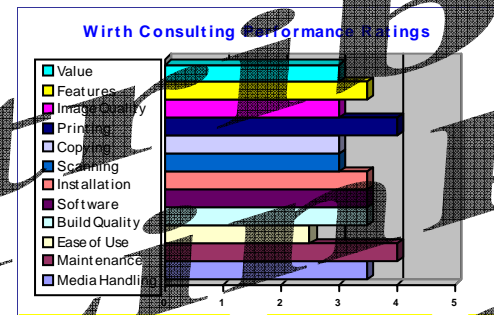 Wirth Consulting Performance Ratings
Value
Features
Image Quality
Printing
Copying
Scanning
Installation
Software
Build Quality
Ease of Use
Maintenance
Media Handling
0 1 2 3 4 5